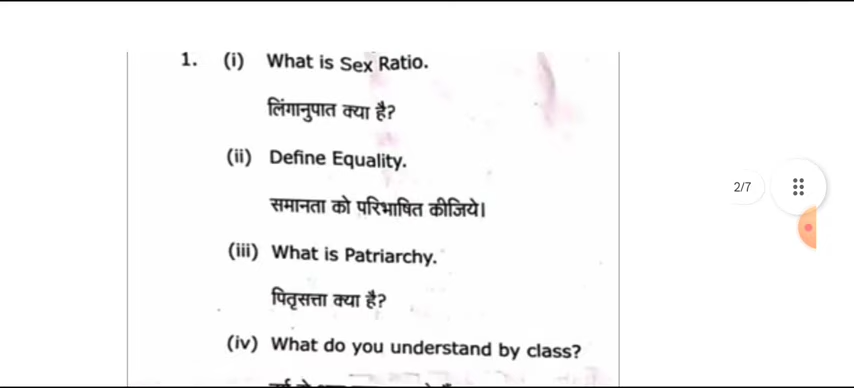 1. (i) What is Sex Ratio.
लिंगानुपात क्या है?
(ii) Define Equality.
समानता को परिभाषित कीजिये।
(iii) What is Patriarchy.
पितृसत्ता क्या है?
(iv) What do you understand by class?
2/7